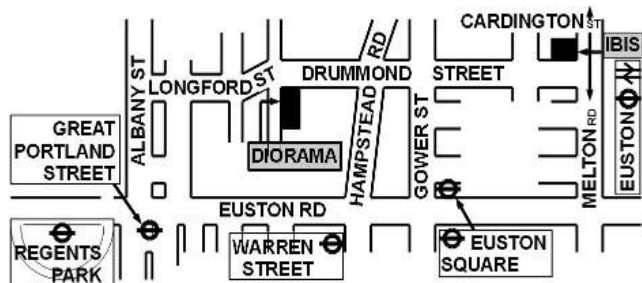 CARDINGTON ST
IBIS
HAMPSTEAD RD
ALBANY ST
LONGFORD ST
DRUMMOND STREET
GREAT
PORTLAND
STREET
DIORAMA
GOWER ST
MELTON RD
EUSTON
EUSTON RD
REGENTS
PARK
WARREN
STREET
EUSTON
SQUARE